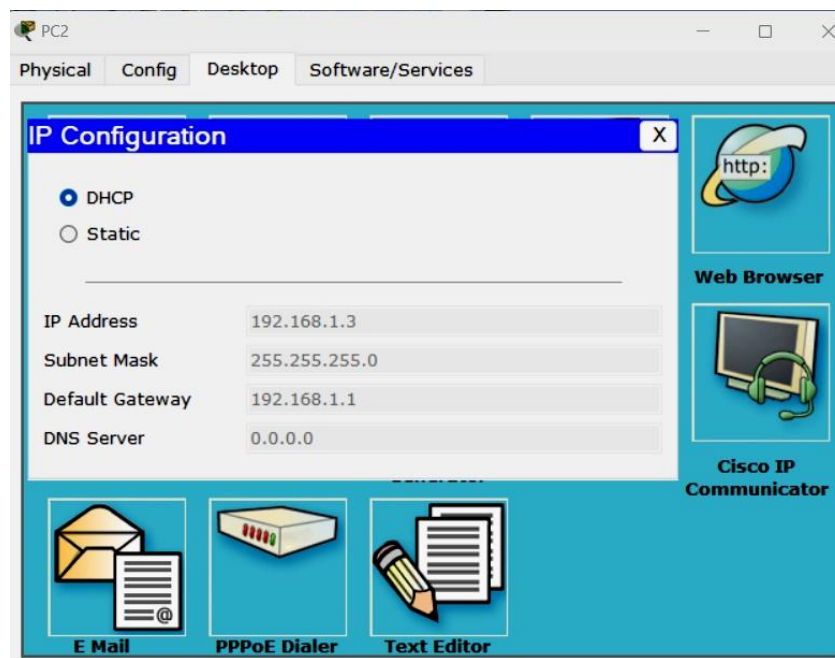 PC2
Physical Config Desktop Software/Services
IP Configuration X
DHCP
Static
IP Address 192.168.1.3
Subnet Mask 255.255.255.0
Default Gateway 192.168.1.1
DNS Server 0.0.0.0
http:
Web Browser
Cisco IP
Communicator
@
E Mail PPPoE Dialer Text Editor